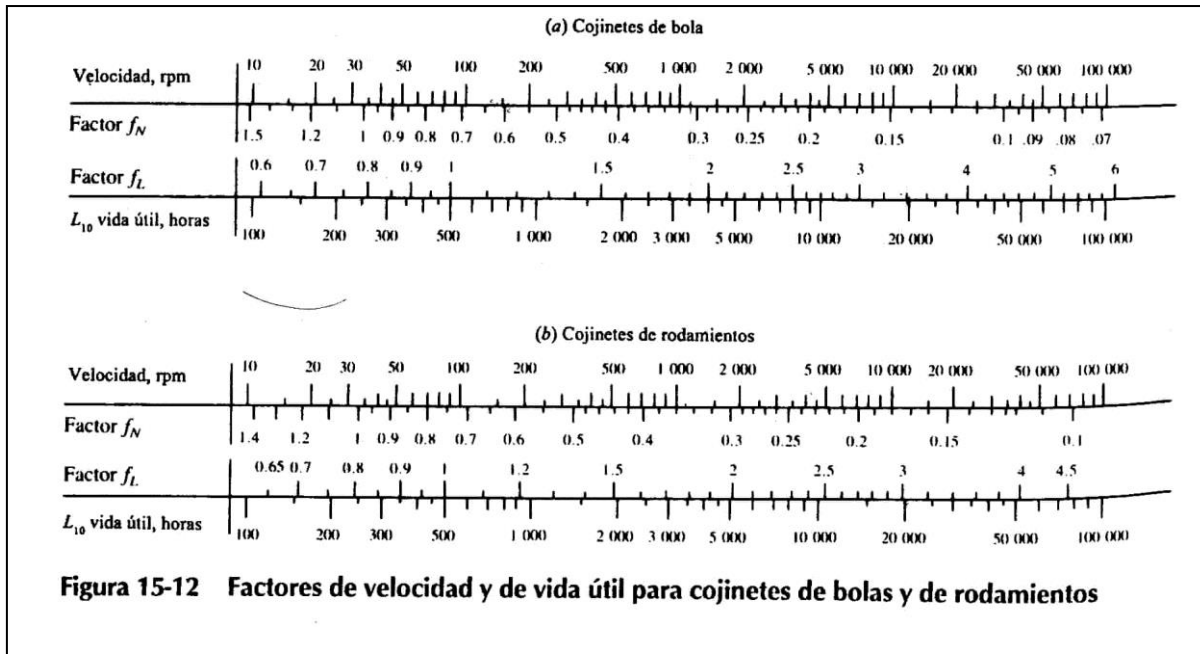 (a) Cojinetes de bola
Velocidad, rpm 10 20 30 50 100 200 500 1 000 2 000 5 000 10 000 20 000 50 000 100 000
Factor fN 1.5 1.2 1 0.9 0.8 0.7 0.6 0.5 0.4 0.3 0.25 0.2 0.15 0.1 .09 .08 .07
Factor fL 0.6 0.7 0.8 0.9 1 1.5 2 2.5 3 4 5 6
L10 vida útil, horas 100 200 300 500 1 000 2 000 3 000 5 000 10 000 20 000 50 000 100 000
(b) Cojinetes de rodamientos
Velocidad, rpm 10 20 30 50 100 200 500 1 000 2 000 5 000 10 000 20 000 50 000 100 000
Factor fN 1.4 1.2 1 0.9 0.8 0.7 0.6 0.5 0.4 0.3 0.25 0.2 0.15 0.1
Factor fL 0.65 0.7 0.8 0.9 1 1.2 1.5 2 2.5 3 4 4.5
L10 vida útil, horas 100 200 300 500 1 000 2 000 3 000 5 000 10 000 20 000 50 000 100 000
Figura 15-12 Factores de velocidad y de vida útil para cojinetes de bolas y de rodamientos